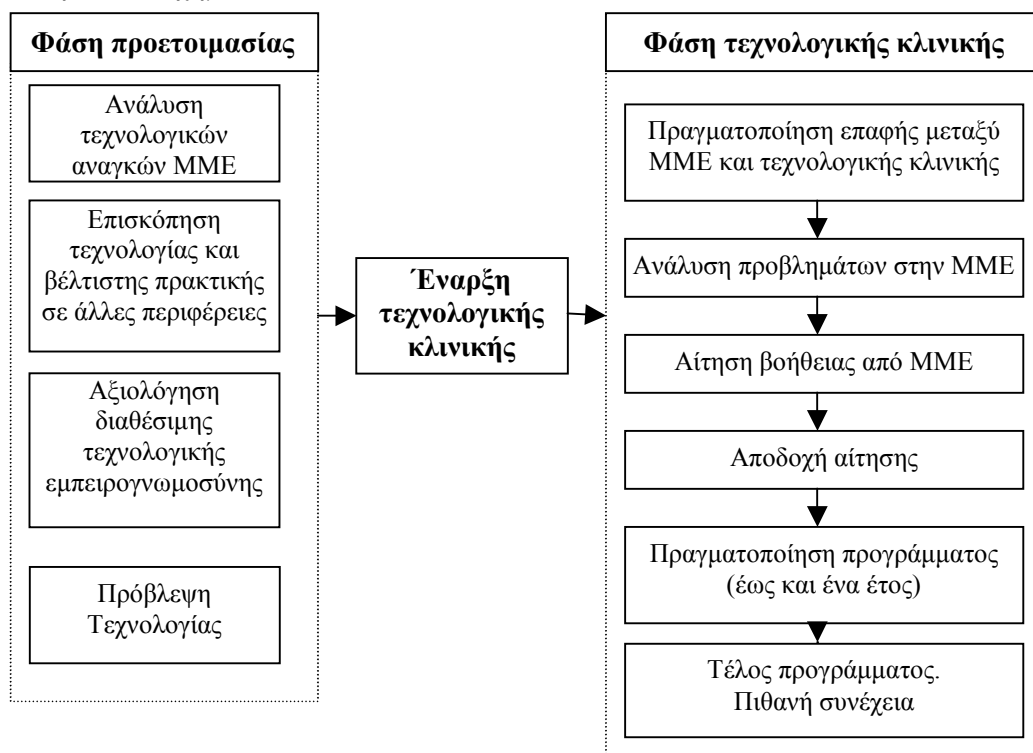 Φάση προετοιμασίας
Ανάλυση
τεχνολογικών
αναγκών ΜΜΕ
Επισκόπηση
τεχνολογίας και
βέλτιστης πρακτικής
σε άλλες περιφέρειες
Αξιολόγηση
διαθέσιμης
τεχνολογικής
εμπειρογνωμοσύνης
Πρόβλεψη
Τεχνολογίας
Έναρξη
τεχνολογικής
κλινικής
Φάση τεχνολογικής κλινικής
Πραγματοποίηση επαφής μεταξύ
ΜΜΕ και τεχνολογικής κλινικής
Ανάλυση προβλημάτων στην ΜΜΕ
Αίτηση βοήθειας από ΜΜΕ
Αποδοχή αίτησης
Πραγματοποίηση προγράμματος
(έως και ένα έτος)
Τέλος προγράμματος.
Πιθανή συνέχεια